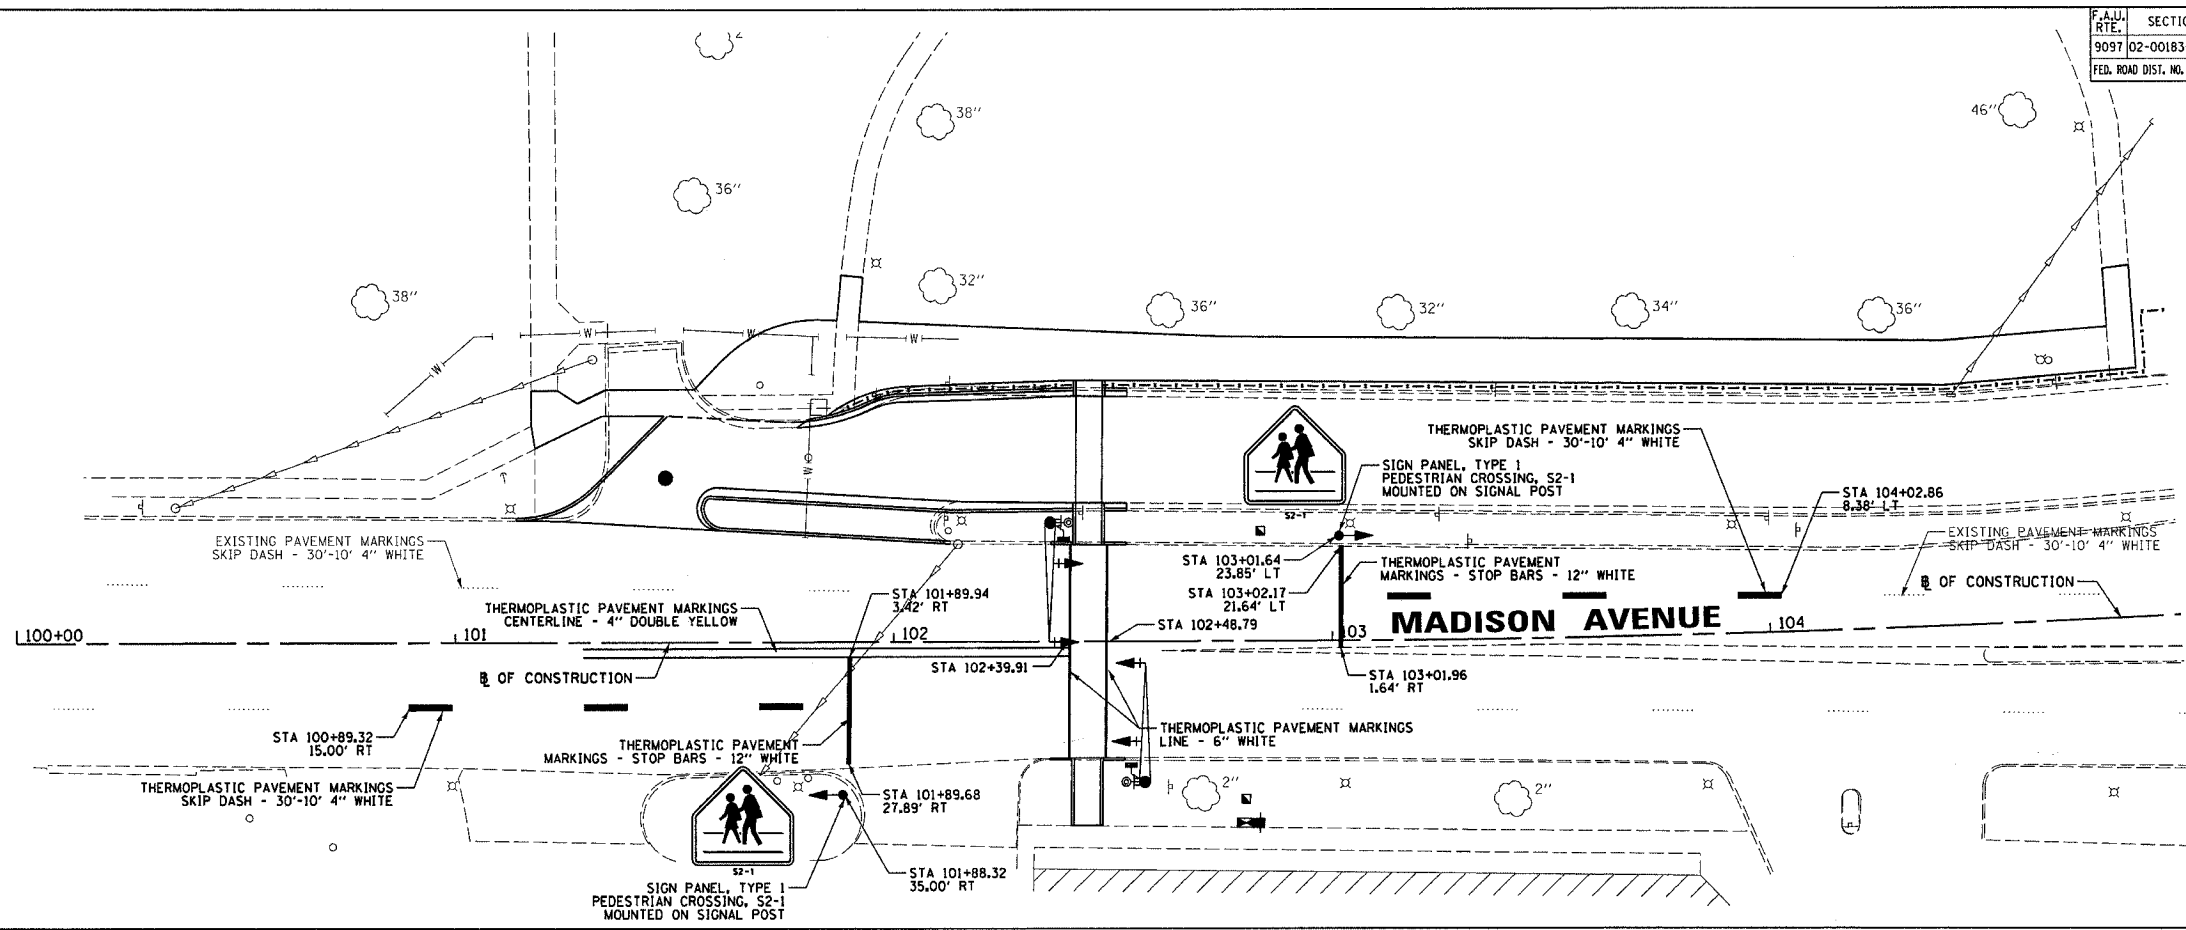 F.A.U.
RTE.
SECTIO
9097
02-00183
FED. ROAD DIST. NO.
2
38"
46"
36"
38"
32"
36"
32"
34"
36"
W
W
W
W
W
THERMOPLASTIC PAVEMENT MARKINGS
SKIP DASH - 30'-10' 4" WHITE
SIGN PANEL, TYPE 1
PEDESTRIAN CROSSING, S2-1
MOUNTED ON SIGNAL POST
S2-1
STA 104+02.86
8.38' LT
EXISTING PAVEMENT MARKINGS
SKIP DASH - 30'-10' 4" WHITE
EXISTING PAVEMENT MARKINGS
SKIP DASH - 30'-10' 4" WHITE
STA 103+01.64
23.85' LT
THERMOPLASTIC PAVEMENT
MARKINGS - STOP BARS - 12" WHITE
STA 103+02.17
21.64' LT
℄ OF CONSTRUCTION
STA 101+89.94
3.42' RT
THERMOPLASTIC PAVEMENT MARKINGS
CENTERLINE - 4" DOUBLE YELLOW
MADISON AVENUE
STA 102+48.79
100+00
101
102
103
104
STA 102+39.91
℄ OF CONSTRUCTION
STA 103+01.96
1.64' RT
STA 100+89.32
15.00' RT
THERMOPLASTIC PAVEMENT MARKINGS
LINE - 6" WHITE
THERMOPLASTIC PAVEMENT
MARKINGS - STOP BARS - 12" WHITE
THERMOPLASTIC PAVEMENT MARKINGS
SKIP DASH - 30'-10' 4" WHITE
STA 101+89.68
27.89' RT
2"
2"
S2-1
STA 101+88.32
35.00' RT
SIGN PANEL, TYPE 1
PEDESTRIAN CROSSING, S2-1
MOUNTED ON SIGNAL POST